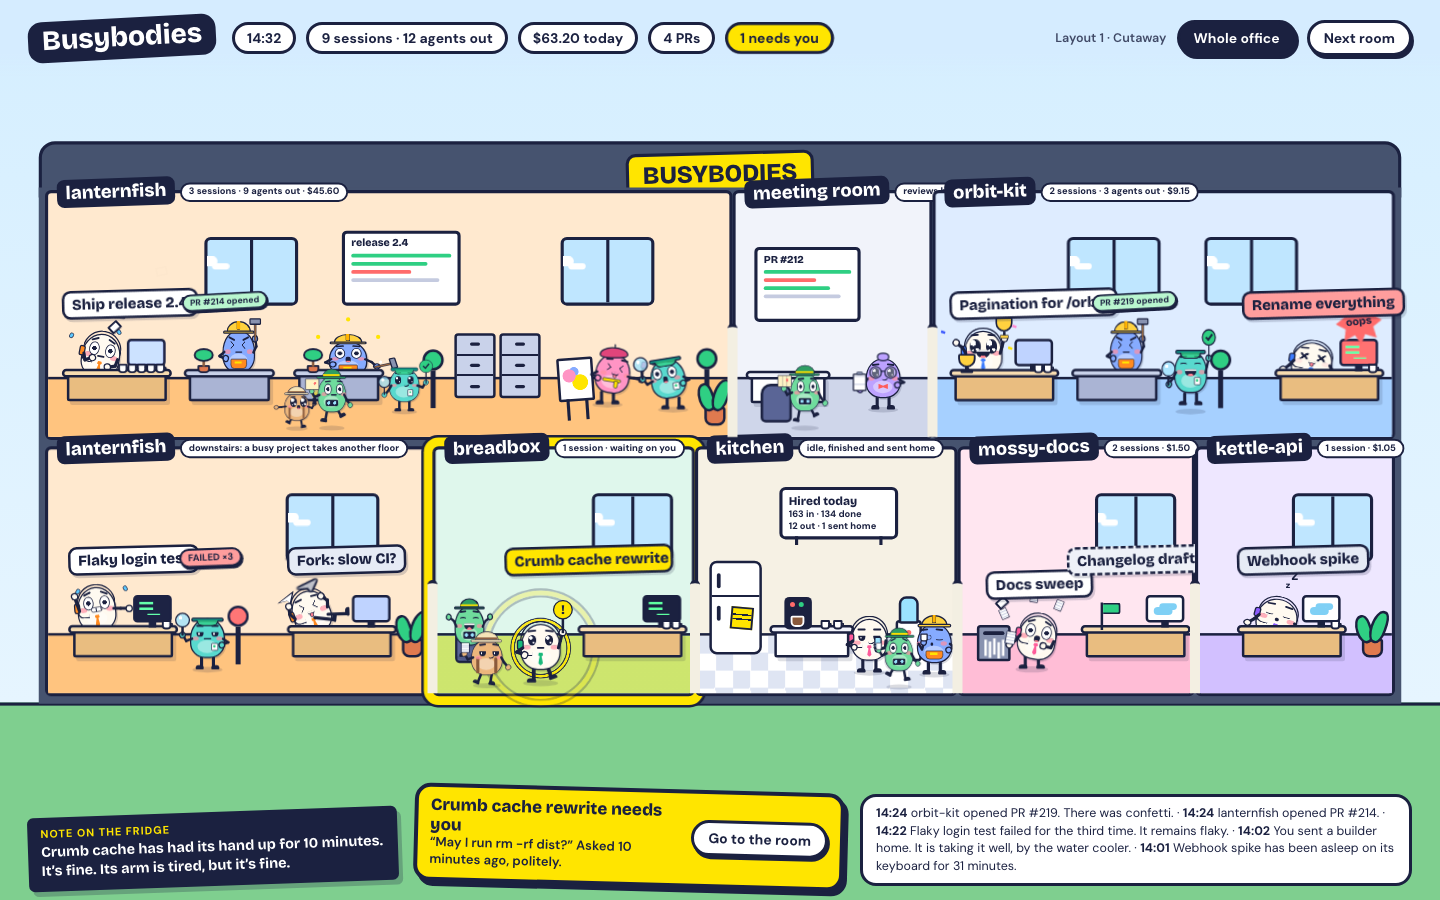 Busybodies
14:32
9 sessions · 12 agents out
$63.20 today
4 PRs
1 needs you
Layout 1 · Cutaway
Whole office
Next room
BUSYBODIES
lanternfish
3 sessions · 9 agents out · $45.60
meeting room
reviews
orbit-kit
2 sessions · 3 agents out · $9.15
release 2.4
PR #212
Ship release 2.4
PR #214 opened
Pagination for /orb
PR #219 opened
Rename everything
oops
lanternfish
downstairs: a busy project takes another floor
breadbox
1 session · waiting on you
kitchen
idle, finished and sent home
mossy-docs
2 sessions · $1.50
kettle-api
1 session · $1.05
Hired today
163 in · 134 done
12 out · 1 sent home
Flaky login tes
FAILED ×3
Fork: slow CI?
Crumb cache rewrite
!
Changelog draft
Docs sweep
Webhook spike
z
z
NOTE ON THE FRIDGE
Crumb cache has had its hand up for 10 minutes.
It's fine. Its arm is tired, but it's fine.
Crumb cache rewrite needs
you
“May I run rm -rf dist?” Asked 10
minutes ago, politely.
Go to the room
14:24 orbit-kit opened PR #219. There was confetti. · 14:24 lanternfish opened PR #214. ·
14:22 Flaky login test failed for the third time. It remains flaky. · 14:02 You sent a builder
home. It is taking it well, by the water cooler. · 14:01 Webhook spike has been asleep on its
keyboard for 31 minutes.